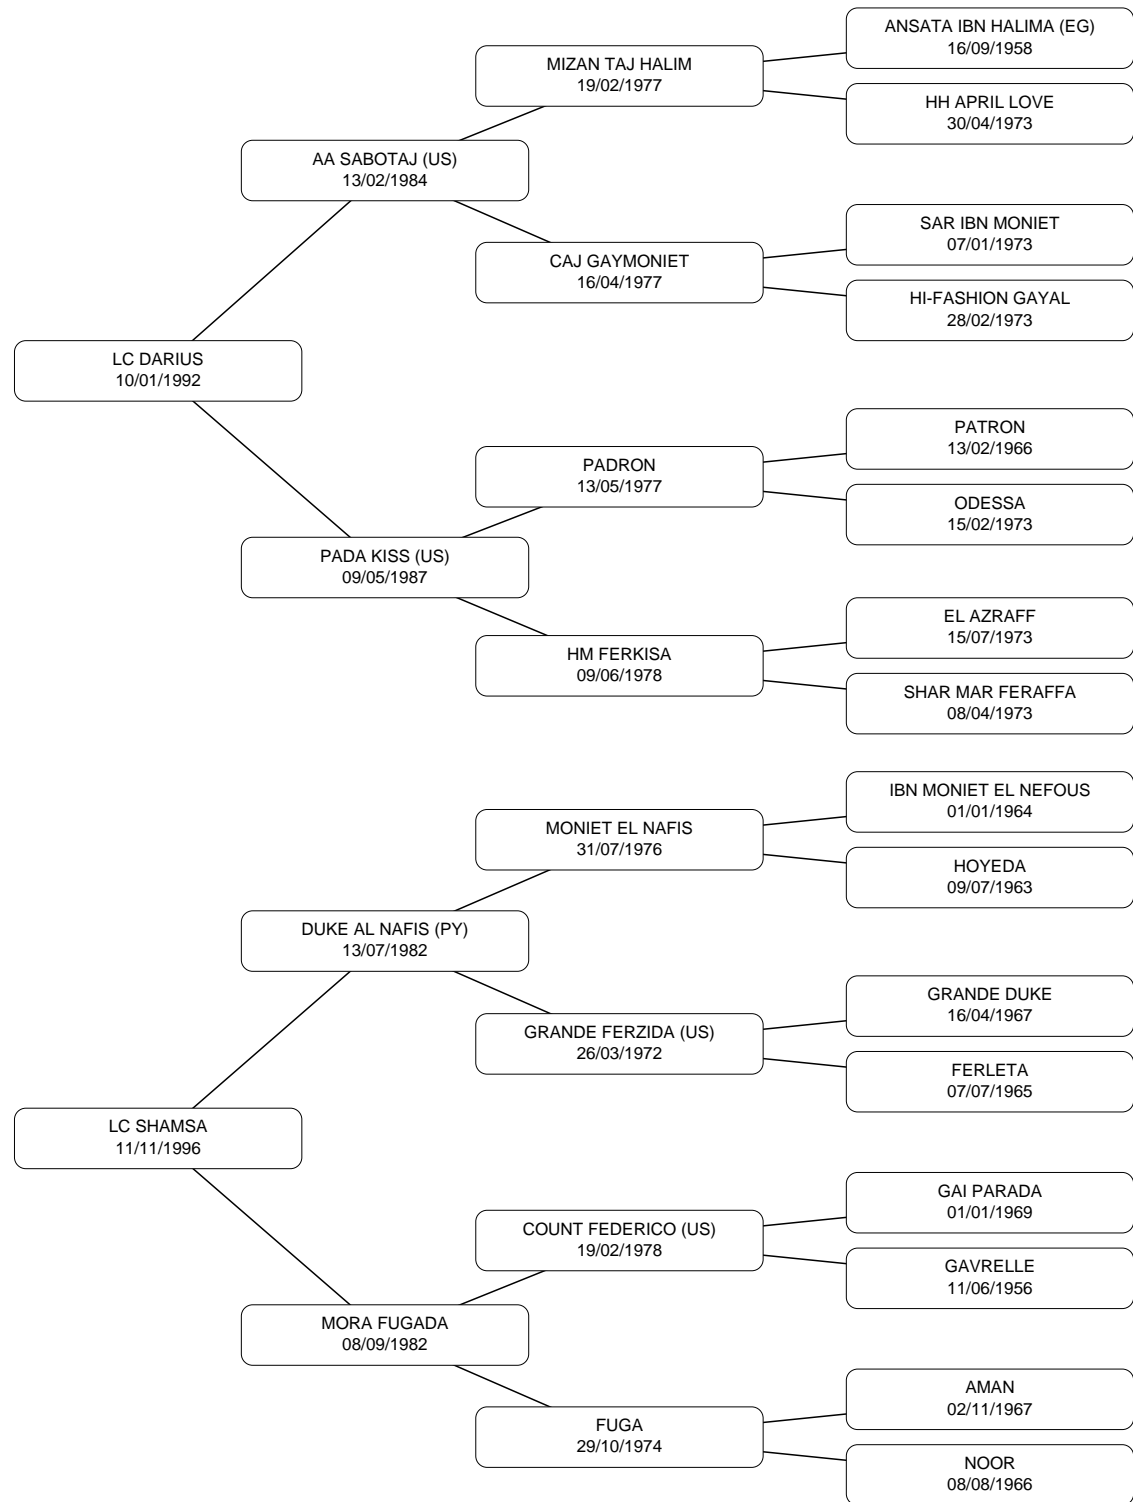 ANSATA IBN HALIMA (EG)
16/09/1958
MIZAN TAJ HALIM
19/02/1977
HH APRIL LOVE
30/04/1973
AA SABOTAJ (US)
13/02/1984
SAR IBN MONIET
07/01/1973
CAJ GAYMONIET
16/04/1977
HI-FASHION GAYAL
28/02/1973
LC DARIUS
10/01/1992
PATRON
13/02/1966
PADRON
13/05/1977
ODESSA
15/02/1973
PADA KISS (US)
09/05/1987
EL AZRAFF
15/07/1973
HM FERKISA
09/06/1978
SHAR MAR FERAFFA
08/04/1973
IBN MONIET EL NEFOUS
01/01/1964
MONIET EL NAFIS
31/07/1976
HOYEDA
09/07/1963
DUKE AL NAFIS (PY)
13/07/1982
GRANDE DUKE
16/04/1967
GRANDE FERZIDA (US)
26/03/1972
FERLETA
07/07/1965
LC SHAMSA
11/11/1996
GAI PARADA
01/01/1969
COUNT FEDERICO (US)
19/02/1978
GAVRELLE
11/06/1956
MORA FUGADA
08/09/1982
AMAN
02/11/1967
FUGA
29/10/1974
NOOR
08/08/1966